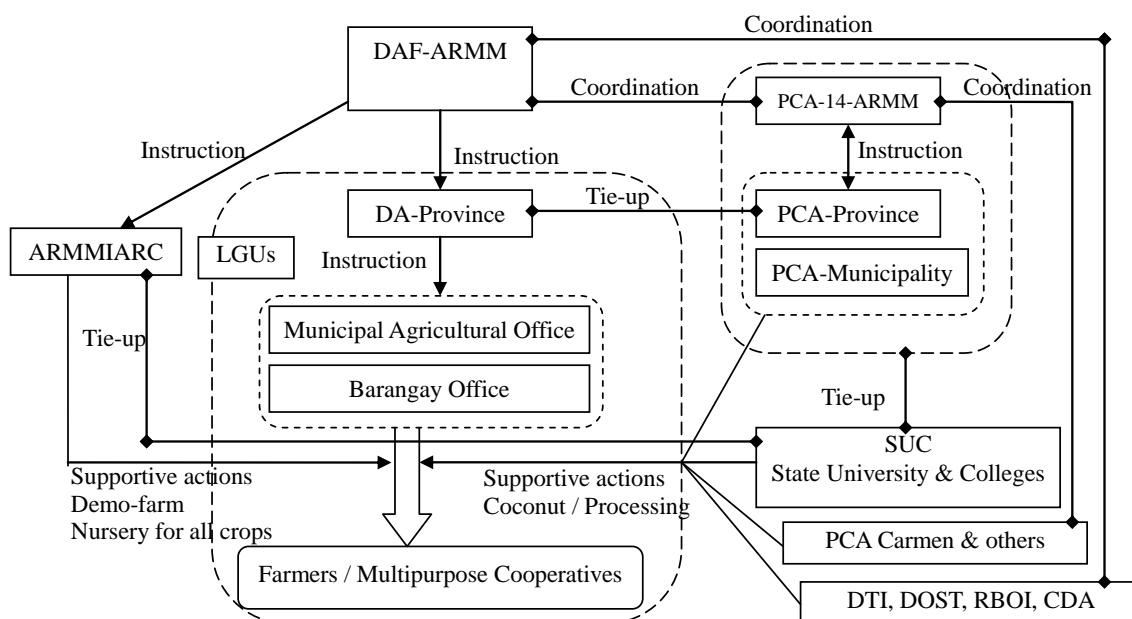 Coordination
DAF-ARMM
Coordination
PCA-14-ARMM
Coordination
Instruction
Instruction
Instruction
DA-Province
Tie-up
PCA-Province
ARMMIARC
LGUs
Instruction
PCA-Municipality
Municipal Agricultural Office
Tie-up
Barangay Office
Tie-up
SUC
State University & Colleges
Supportive actions
Demo-farm
Nursery for all crops
Supportive actions
Coconut / Processing
PCA Carmen & others
Farmers / Multipurpose Cooperatives
DTI, DOST, RBOI, CDA